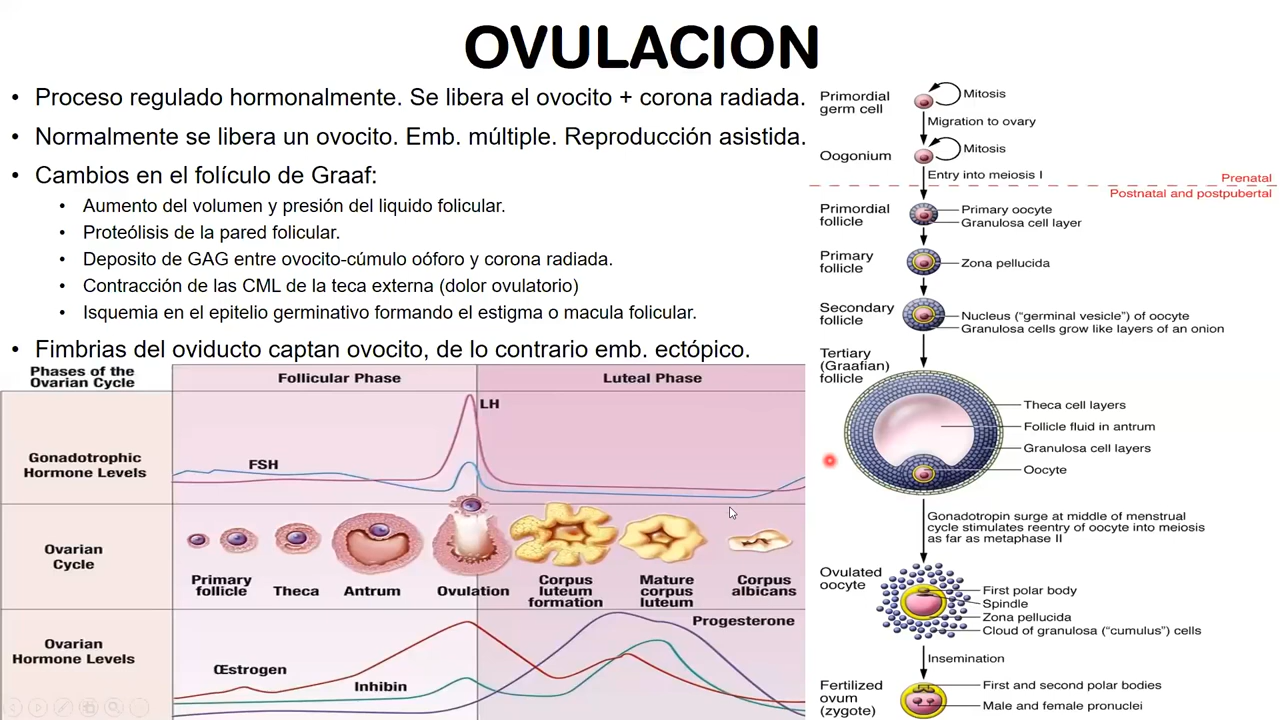 OVULACION
• Proceso regulado hormonalmente. Se libera el ovocito + corona radiada.
• Normalmente se libera un ovocito. Emb. múltiple. Reproducción asistida.
• Cambios en el folículo de Graaf:
• Aumento del volumen y presión del liquido folicular.
• Proteólisis de la pared folicular.
• Deposito de GAG entre ovocito-cúmulo oóforo y corona radiada.
• Contracción de las CML de la teca externa (dolor ovulatorio)
• Isquemia en el epitelio germinativo formando el estigma o macula folicular.
• Fimbrias del oviducto captan ovocito, de lo contrario emb. ectópico.
Phases of the
Ovarian Cycle
Follicular Phase
Luteal Phase
Gonadotrophic
Hormone Levels
FSH
LH
Ovarian
Cycle
Primary
follicle
Theca
Antrum
Ovulation
Corpus
luteum
formation
Mature
corpus
luteum
Corpus
albicans
Ovarian
Hormone Levels
Œstrogen
Inhibin
Progesterone
Primordial
germ cell
Mitosis
Migration to ovary
Oogonium
Mitosis
Entry into meiosis I
Prenatal
Postnatal and postpubertal
Primordial
follicle
Primary oocyte
Granulosa cell layer
Primary
follicle
Zona pellucida
Secondary
follicle
Nucleus (“germinal vesicle”) of oocyte
Granulosa cells grow like layers of an onion
Tertiary
(Graafian)
follicle
Theca cell layers
Follicle fluid in antrum
Granulosa cell layers
Oocyte
Gonadotropin surge at middle of menstrual
cycle stimulates reentry of oocyte into meiosis
as far as metaphase II
Ovulated
oocyte
First polar body
Spindle
Zona pellucida
Cloud of granulosa (“cumulus”) cells
Insemination
Fertilized
ovum
(zygote)
First and second polar bodies
Male and female pronuclei